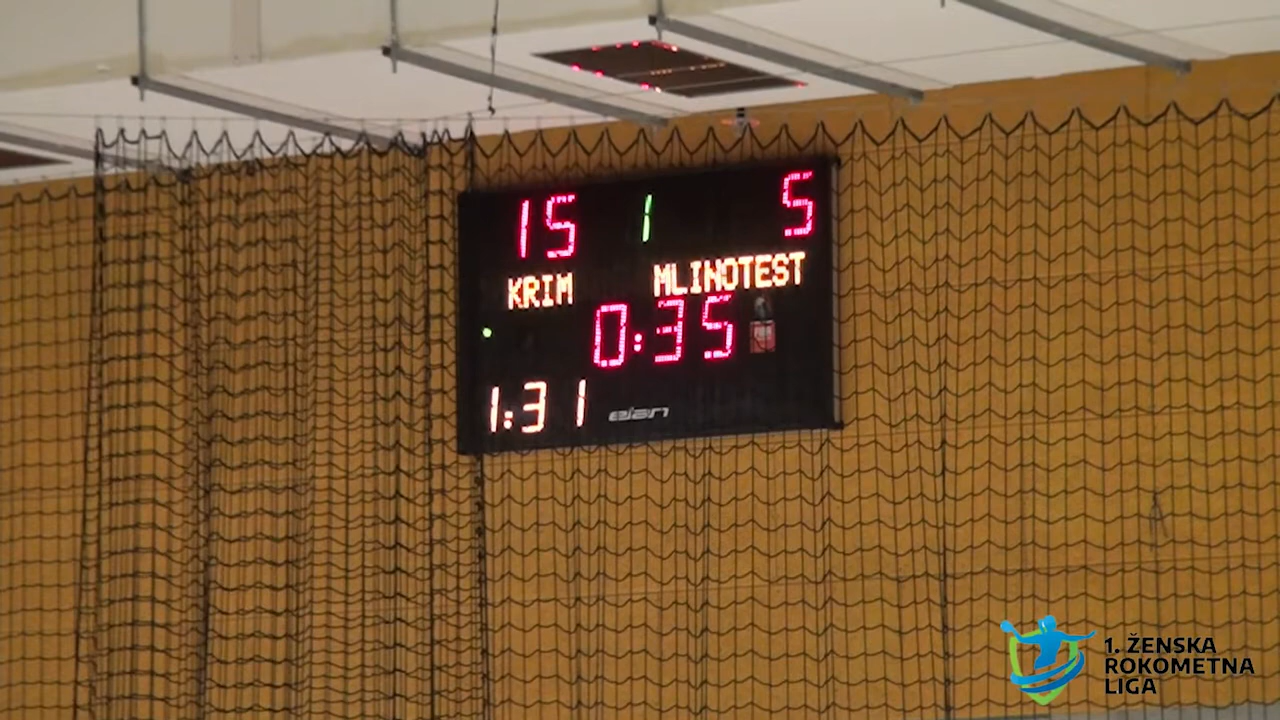 15 1 5
KRIM MLINOTEST
0:35
1:31 elan
1. ŽENSKA
ROKOMETNA
LIGA